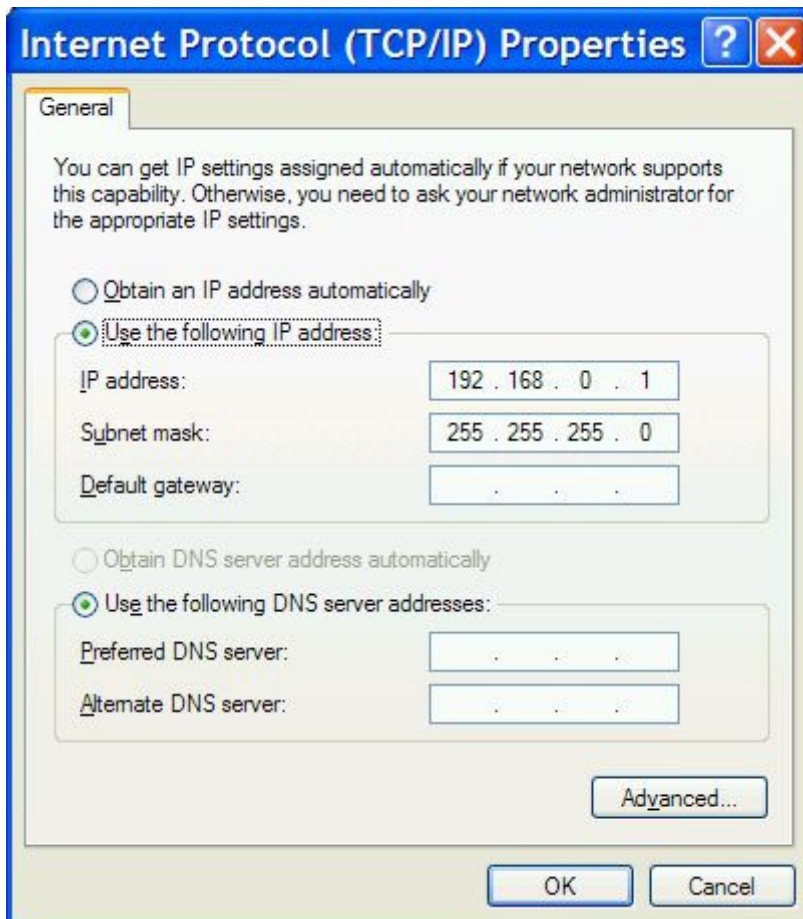 Internet Protocol (TCP/IP) Properties ?
General
You can get IP settings assigned automatically if your network supports
this capability. Otherwise, you need to ask your network administrator for
the appropriate IP settings.
Obtain an IP address automatically
Use the following IP address:
IP address: 192 . 168 . 0 . 1
Subnet mask: 255 . 255 . 255 . 0
Default gateway: . . .
Obtain DNS server address automatically
Use the following DNS server addresses:
Preferred DNS server: . . .
Alternate DNS server: . . .
Advanced...
OK Cancel